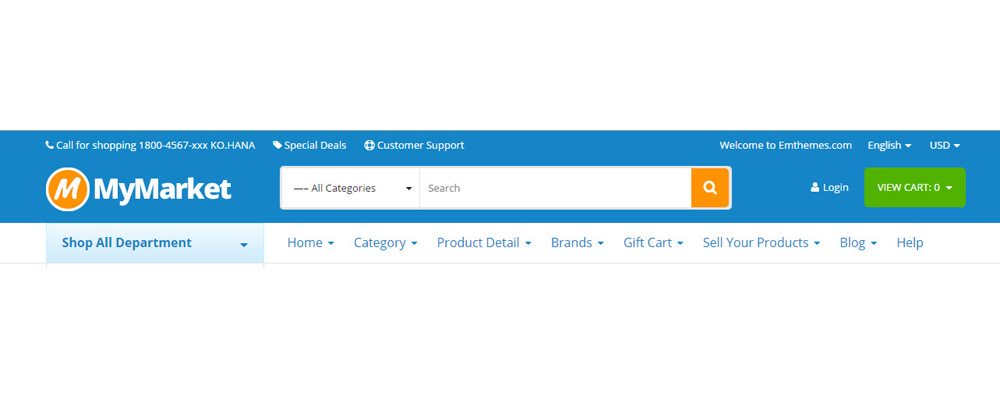 Call for shopping 1800-4567-xxx KO.HANA Special Deals Customer Support Welcome to Emthemes.com English USD
M MyMarket —-- All Categories Search Login VIEW CART: 0
Shop All Department Home Category Product Detail Brands Gift Cart Sell Your Products Blog Help